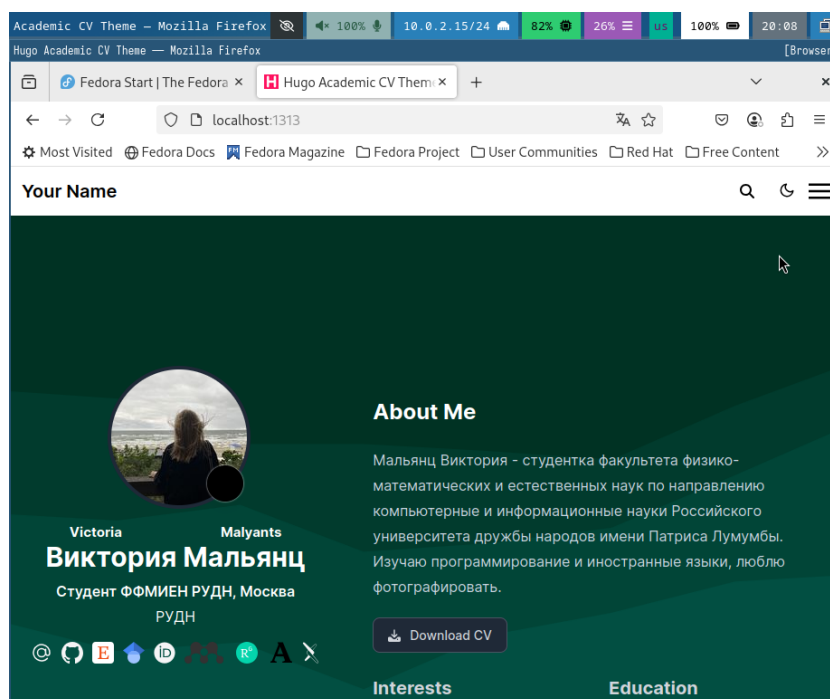 Academic CV Theme — Mozilla Firefox 100% 10.0.2.15/24 82% 26% us 100% 20:08
Hugo Academic CV Theme — Mozilla Firefox [Browser
Fedora Start | The Fedora Hugo Academic CV Theme
localhost:1313
Most Visited Fedora Docs Fedora Magazine Fedora Project User Communities Red Hat Free Content
Your Name
About Me
Мальянц Виктория - студентка факультета физико-
математических и естественных наук по направлению
компьютерные и информационные науки Российского
университета дружбы народов имени Патриса Лумумбы.
Изучаю программирование и иностранные языки, люблю
фотографировать.
Victoria Malyants
Виктория Мальянц
Студент ФФМИЕН РУДН, Москва
РУДН
Download CV
Interests
Education